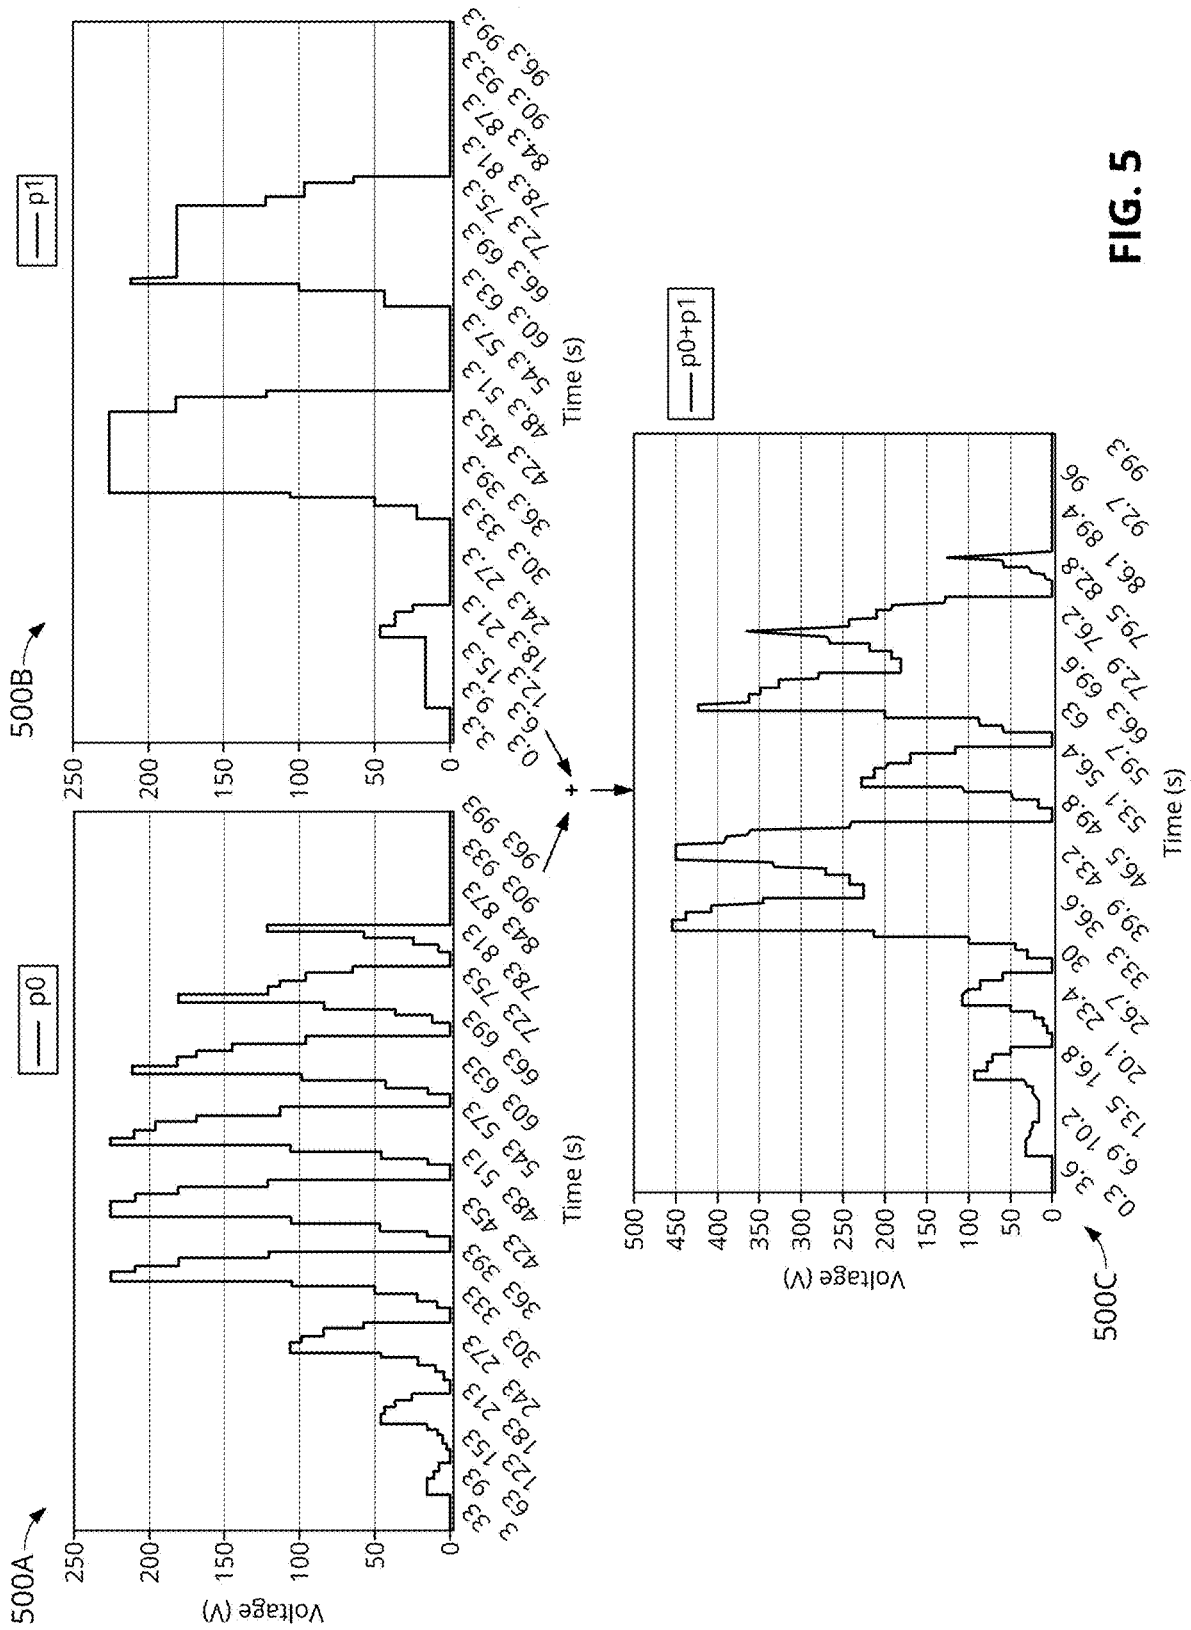 500A
p0
Voltage (V)
250
200
150
100
50
0
33 93 153 213 273 333 393 453 513 573 633 693 753 813 873 933 993
3 63 123 183 243 303 363 423 483 543 603 663 723 783 843 903 963
Time (s)
500B
p1
250
200
150
100
50
0
3.3 9.3 15.3 21.3 27.3 33.3 39.3 45.3 51.3 57.3 63.3 69.3 75.3 81.3 87.3 93.3 99.3
0.3 6.3 12.3 18.3 24.3 30.3 36.3 42.3 48.3 54.3 60.3 66.3 72.3 78.3 84.3 90.3 96.3
Time (s)
+
500C
p0+p1
Voltage (V)
500
450
400
350
300
250
200
150
100
50
0
3.6 10.2 16.8 23.4 30 36.6 43.2 49.8 56.4 63 69.6 76.2 82.8 89.4 96
0.3 6.9 13.5 20.1 26.7 33.3 39.9 46.5 53.1 59.7 66.3 72.9 79.5 86.1 92.7 99.3
Time (s)
FIG. 5